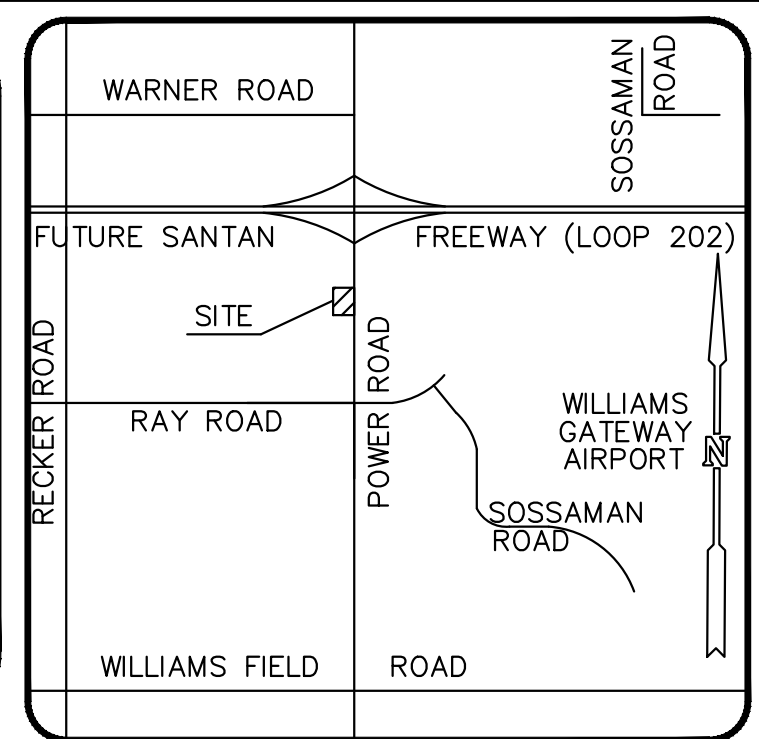 WARNER ROAD
SOSSAMAN
ROAD
FUTURE SANTAN FREEWAY (LOOP 202)
SITE
RECKER ROAD
RAY ROAD
POWER ROAD
WILLIAMS
GATEWAY
AIRPORT
N
SOSSAMAN
ROAD
WILLIAMS FIELD ROAD